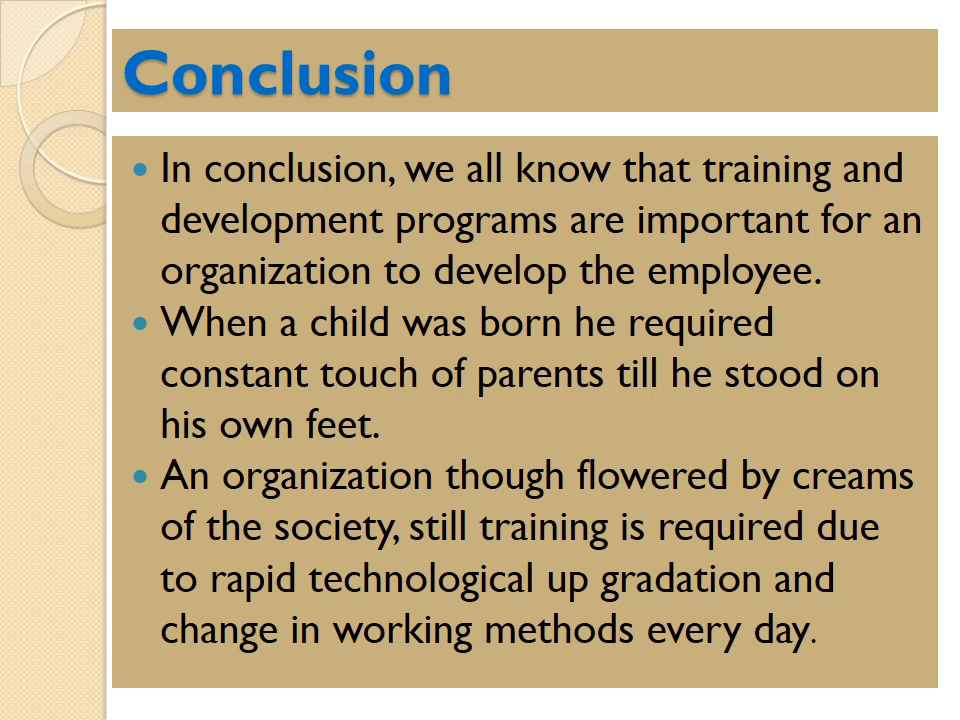 Conclusion
• In conclusion, we all know that training and
development programs are important for an
organization to develop the employee.
• When a child was born he required
constant touch of parents till he stood on
his own feet.
• An organization though flowered by creams
of the society, still training is required due
to rapid technological up gradation and
change in working methods every day.